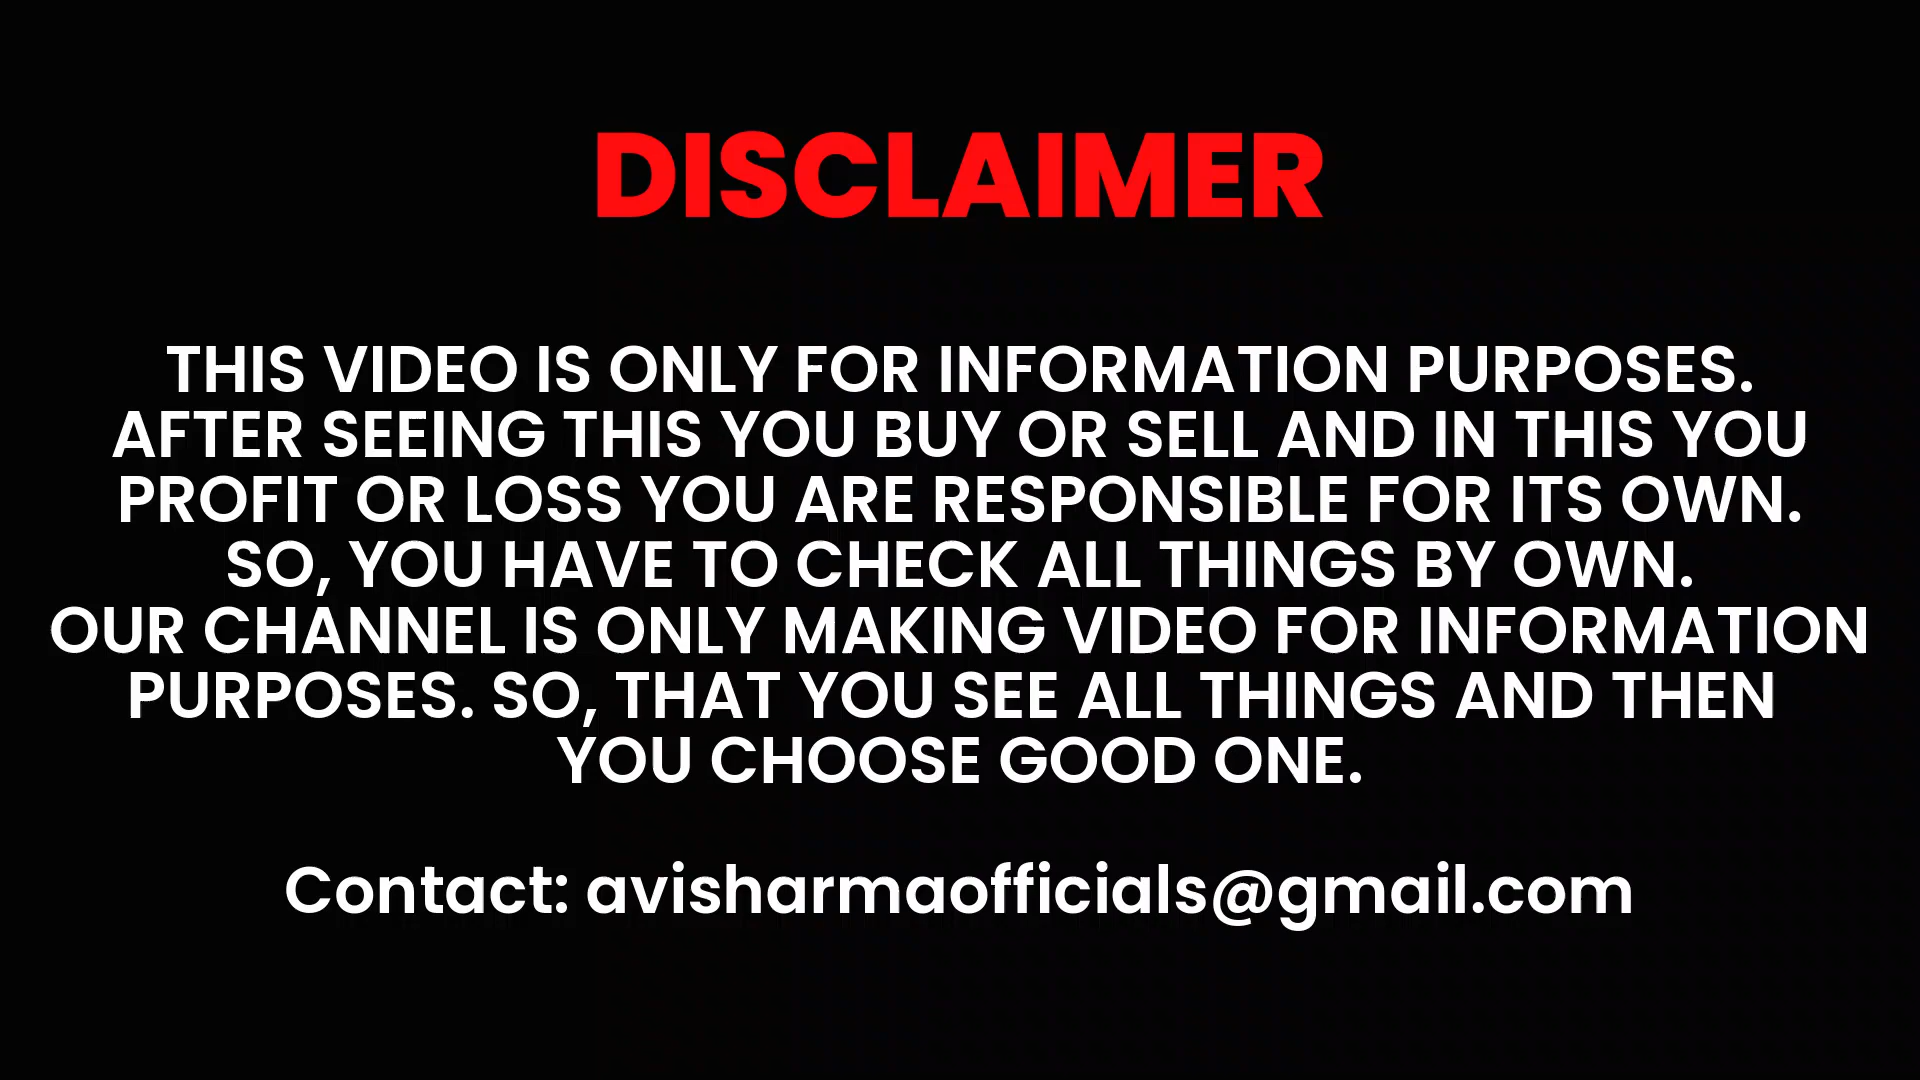 DISCLAIMER
THIS VIDEO IS ONLY FOR INFORMATION PURPOSES.
AFTER SEEING THIS YOU BUY OR SELL AND IN THIS YOU
PROFIT OR LOSS YOU ARE RESPONSIBLE FOR ITS OWN.
SO, YOU HAVE TO CHECK ALL THINGS BY OWN.
OUR CHANNEL IS ONLY MAKING VIDEO FOR INFORMATION
PURPOSES. SO, THAT YOU SEE ALL THINGS AND THEN
YOU CHOOSE GOOD ONE.
Contact: avisharmaofficials@gmail.com